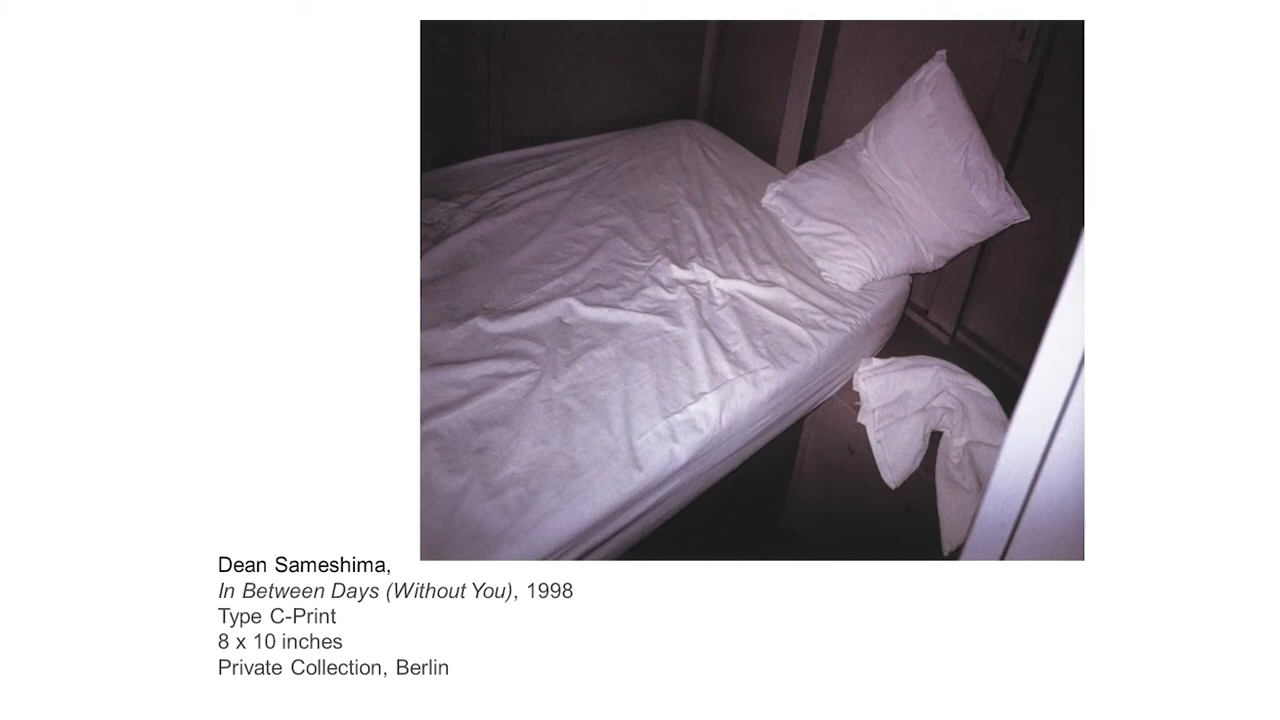 Dean Sameshima,
In Between Days (Without You), 1998
Type C-Print
8 x 10 inches
Private Collection, Berlin